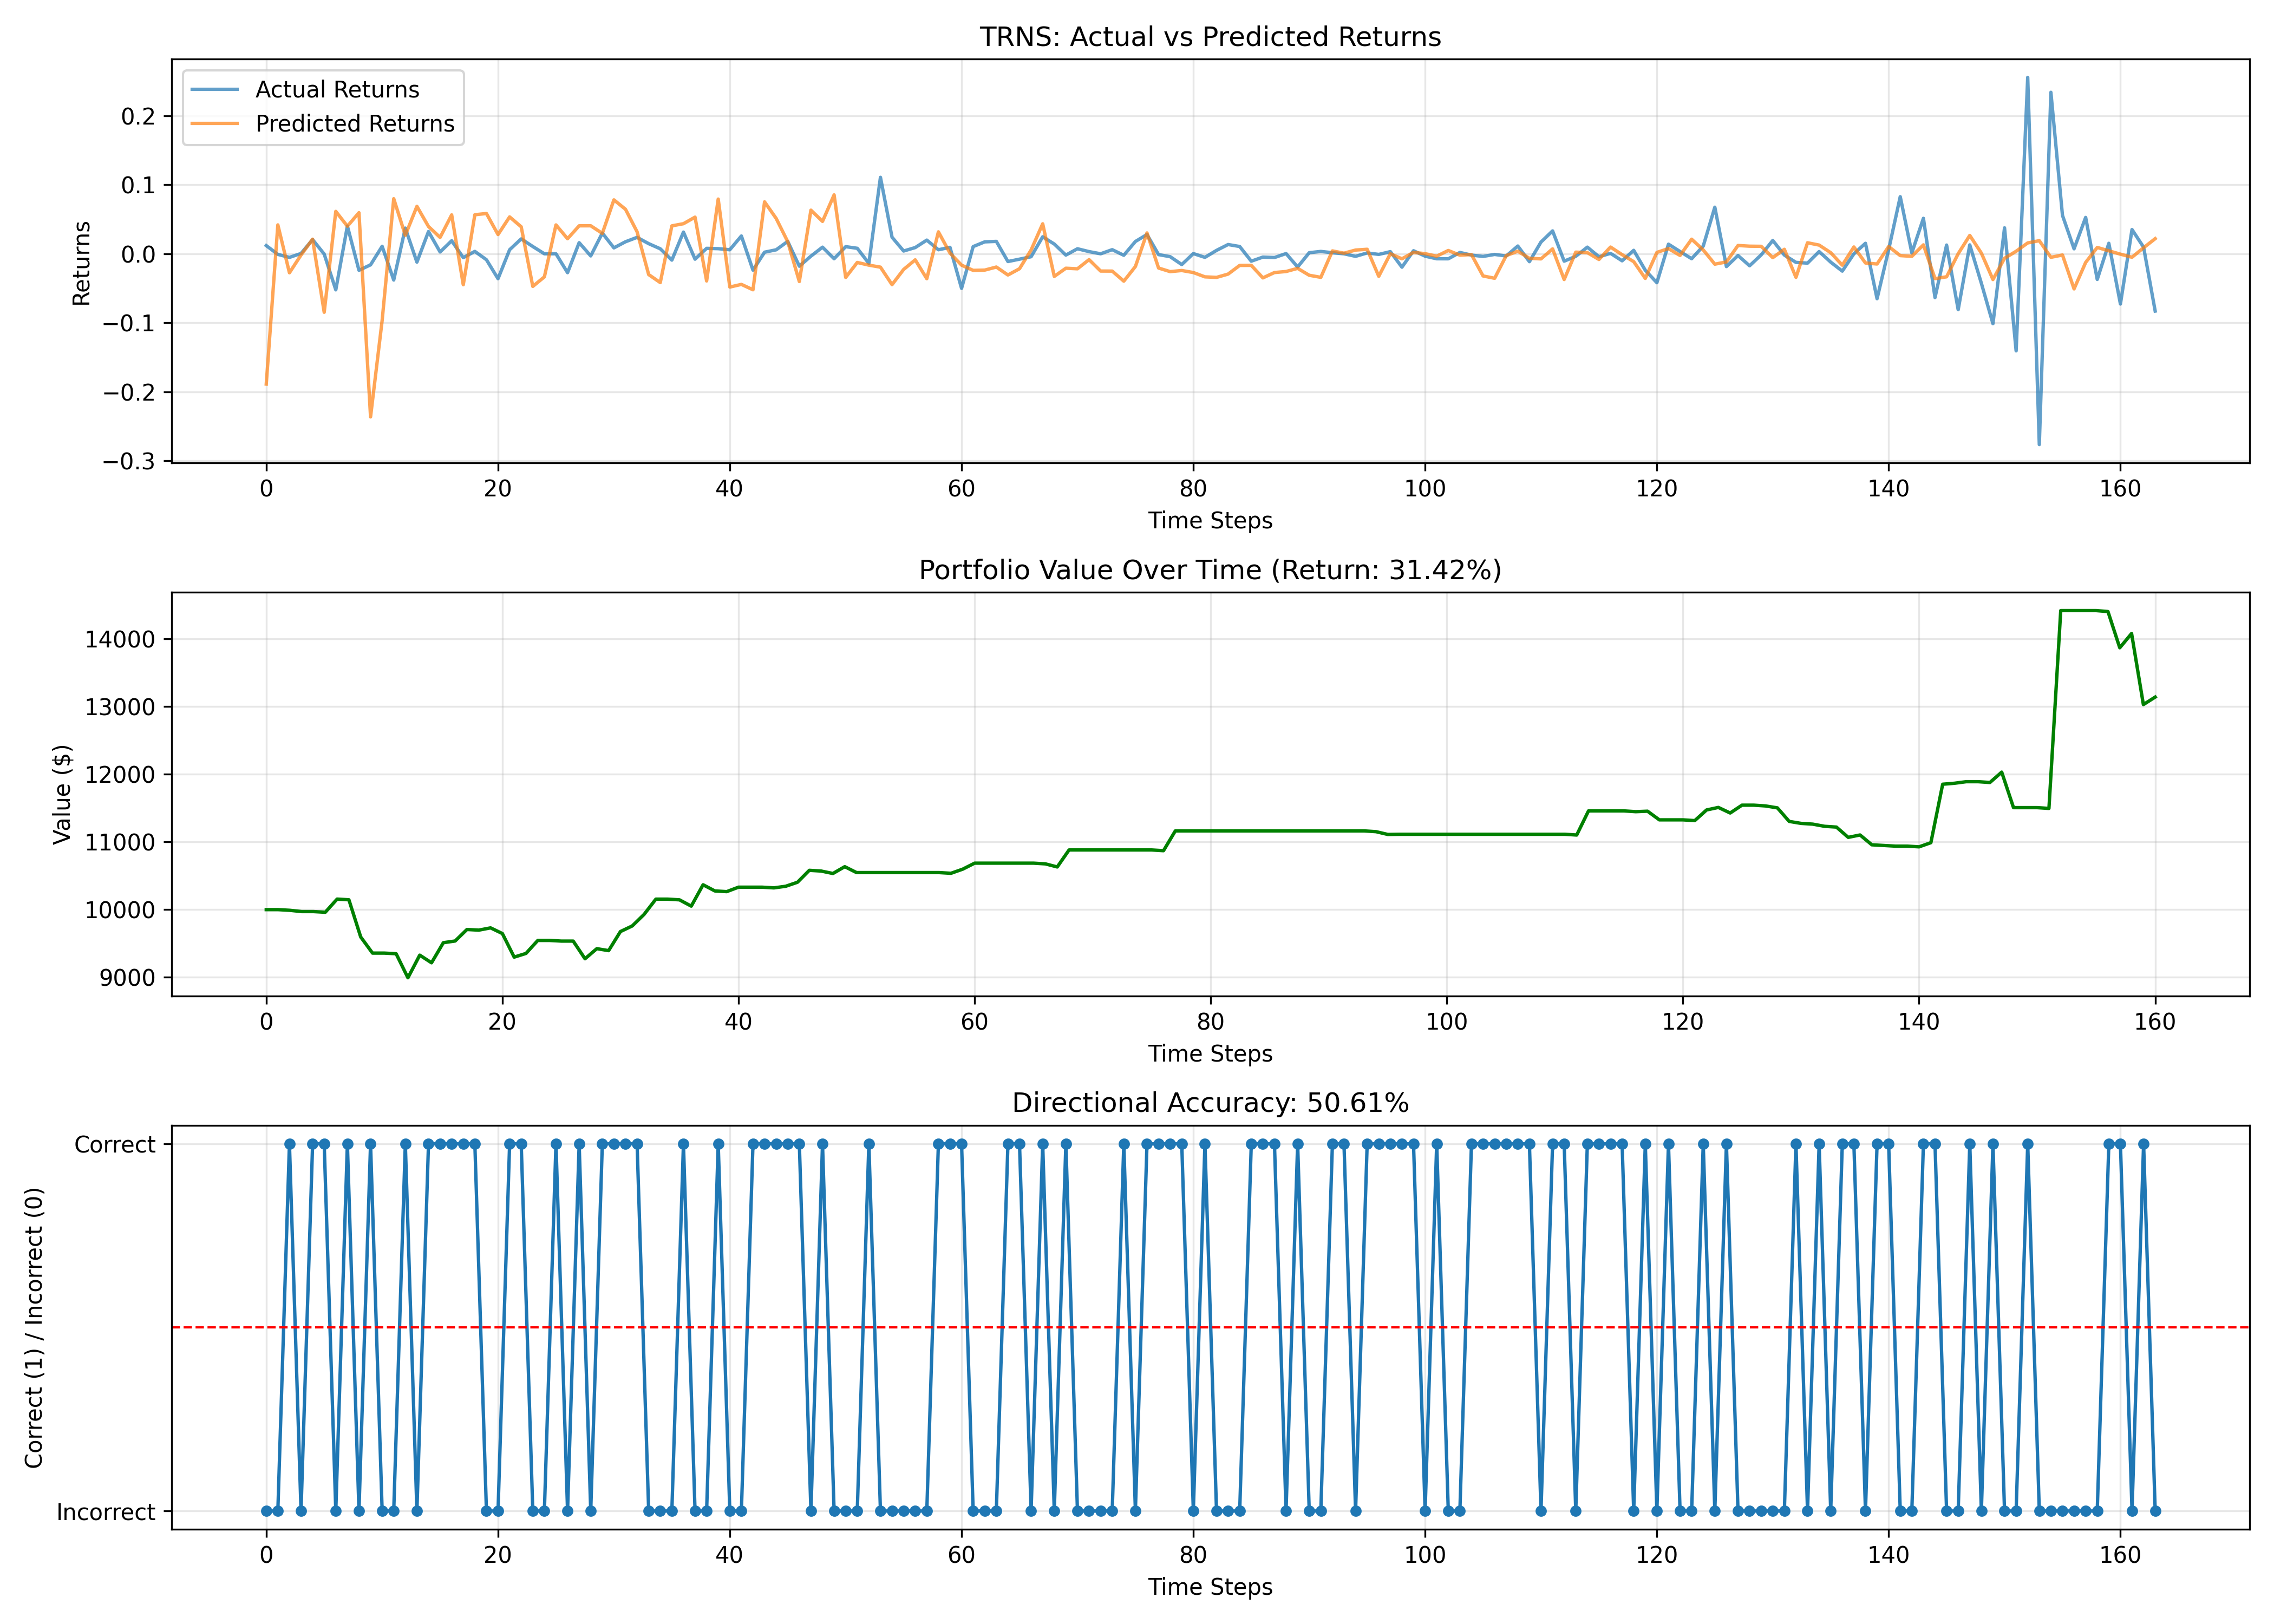 TRNS: Actual vs Predicted Returns
Actual Returns
Predicted Returns
Returns
0.2
0.1
0.0
−0.1
−0.2
−0.3
0 20 40 60 80 100 120 140 160
Time Steps
Portfolio Value Over Time (Return: 31.42%)
Value ($)
14000
13000
12000
11000
10000
9000
0 20 40 60 80 100 120 140 160
Time Steps
Directional Accuracy: 50.61%
Correct (1) / Incorrect (0)
Correct
Incorrect
0 20 40 60 80 100 120 140 160
Time Steps